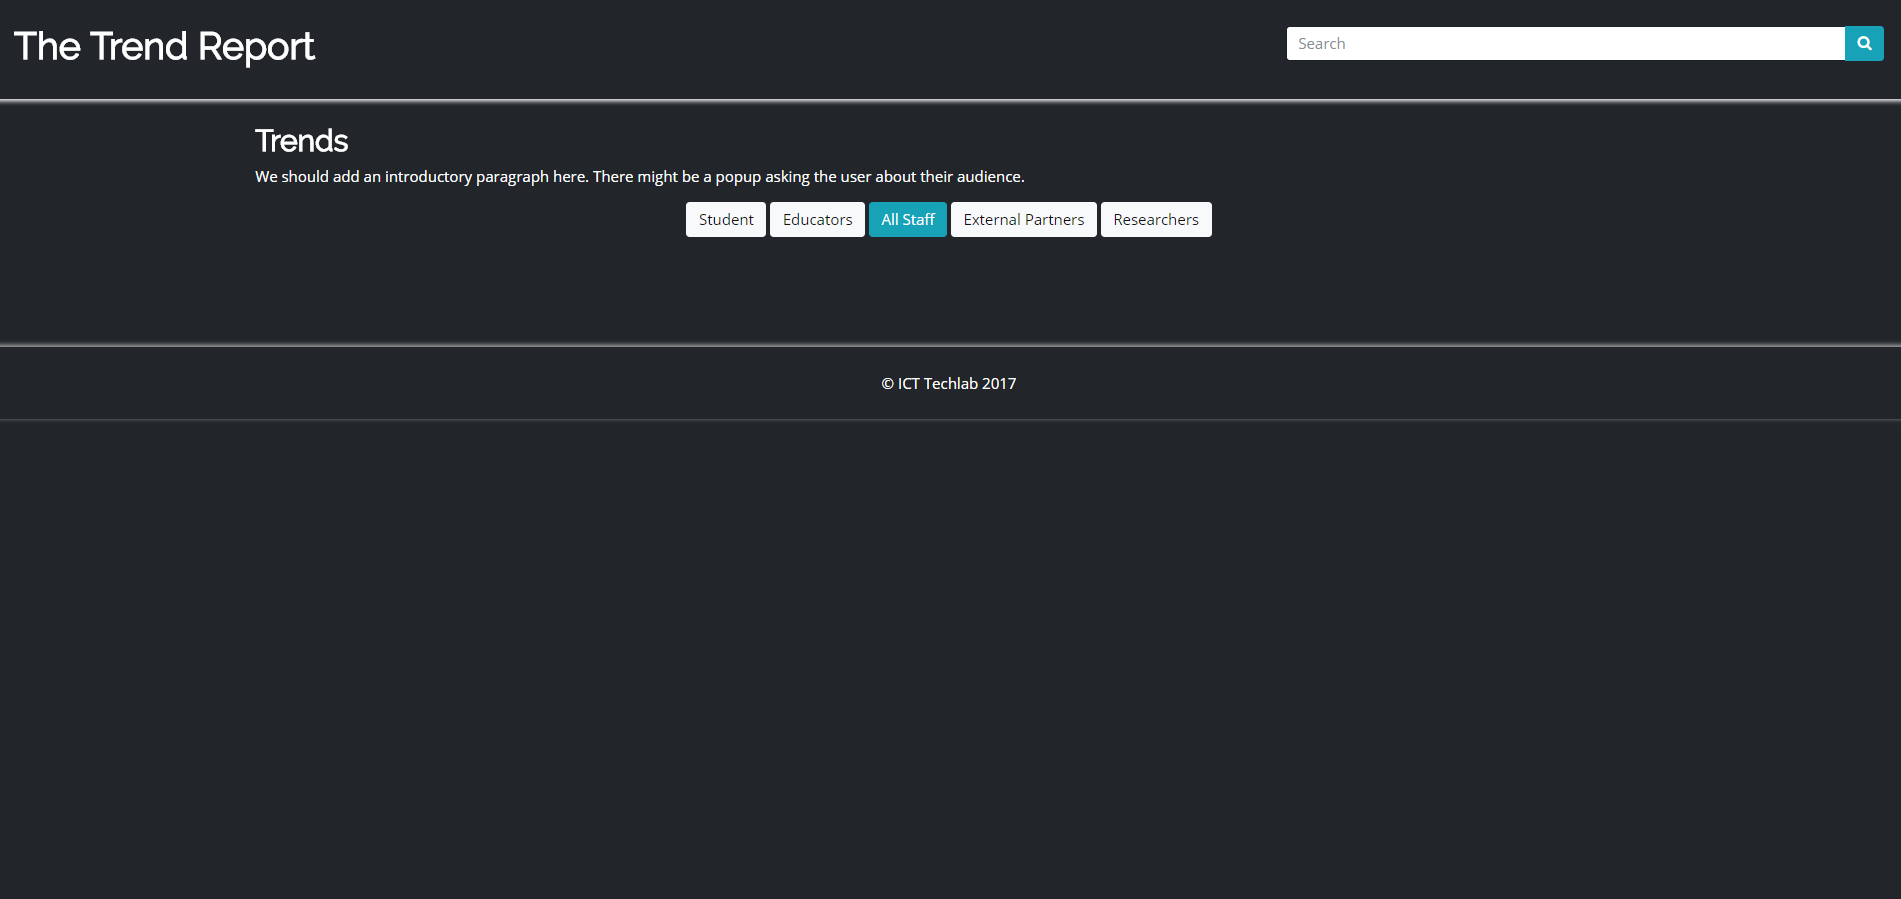 The Trend Report
Search
Trends
We should add an introductory paragraph here. There might be a popup asking the user about their audience.
Student Educators All Staff External Partners Researchers
© ICT Techlab 2017